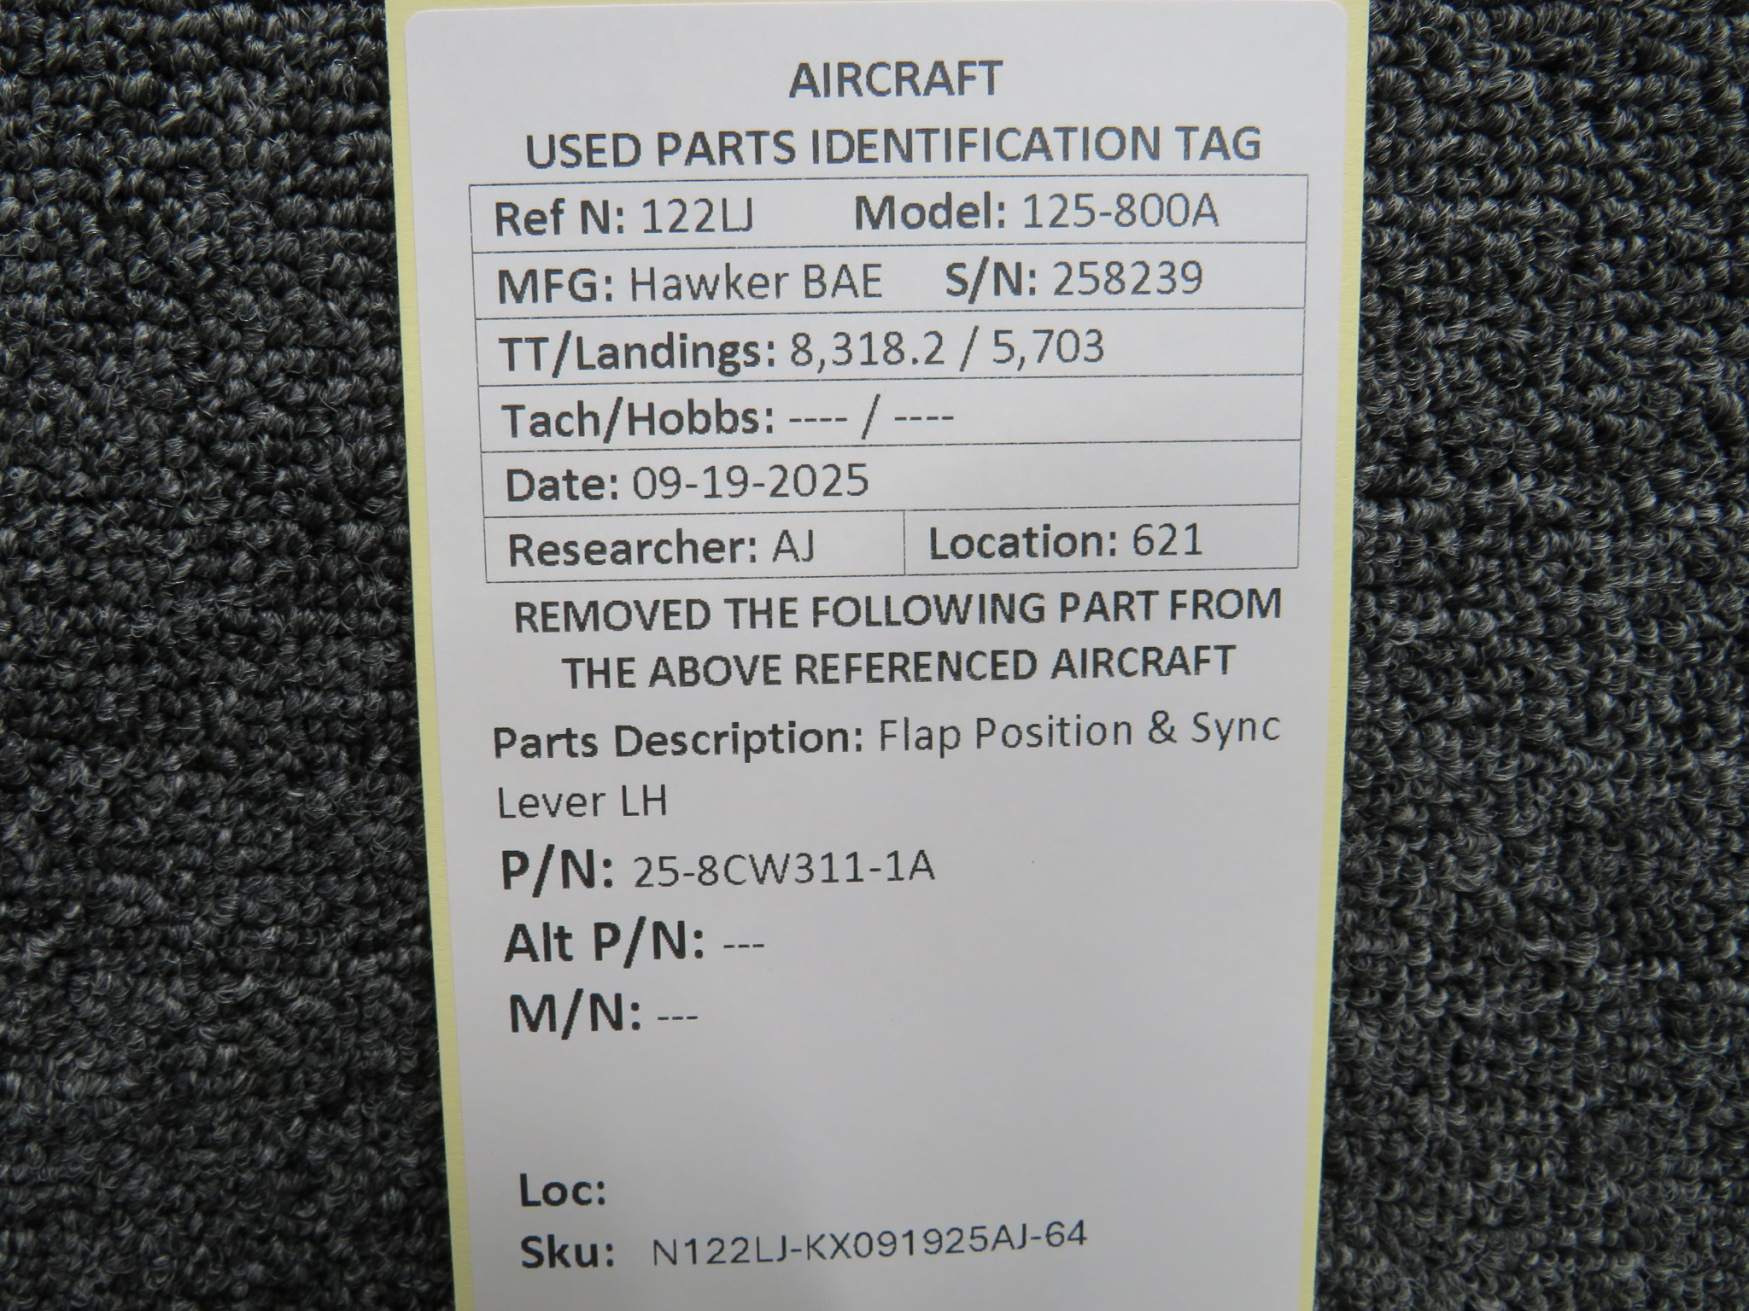 AIRCRAFT
USED PARTS IDENTIFICATION TAG
Ref N: 122LJ Model: 125-800A
MFG: Hawker BAE S/N: 258239
TT/Landings: 8,318.2 / 5,703
Tach/Hobbs: ---- / ----
Date: 09-19-2025
Researcher: AJ Location: 621
REMOVED THE FOLLOWING PART FROM
THE ABOVE REFERENCED AIRCRAFT
Parts Description: Flap Position & Sync
Lever LH
P/N: 25-8CW311-1A
Alt P/N: ---
M/N: ---
Loc:
Sku: N122LJ-KX091925AJ-64